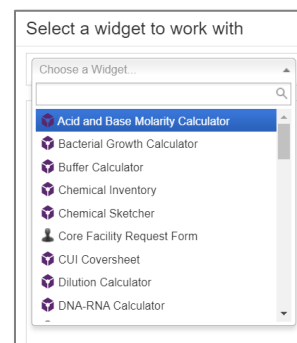 Select a widget to work with
Choose a Widget...
Acid and Base Molarity Calculator
Bacterial Growth Calculator
Buffer Calculator
Chemical Inventory
Chemical Sketcher
Core Facility Request Form
CUI Coversheet
Dilution Calculator
DNA-RNA Calculator